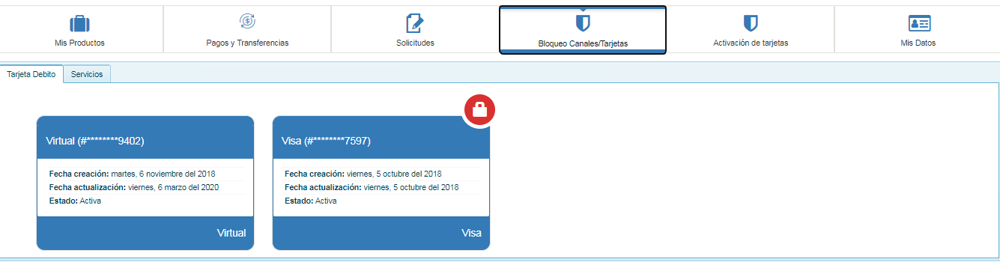 Mis Productos
Pagos y Transferencias
Solicitudes
Bloqueo Canales/Tarjetas
Activación de tarjetas
Mis Datos
Tarjeta Debito
Servicios
Virtual (#********9402)
Fecha creación: martes, 6 noviembre del 2018
Fecha actualización: viernes, 6 marzo del 2020
Estado: Activa
Virtual
Visa (#********7597)
Fecha creación: viernes, 5 octubre del 2018
Fecha actualización: viernes, 5 octubre del 2018
Estado: Activa
Visa